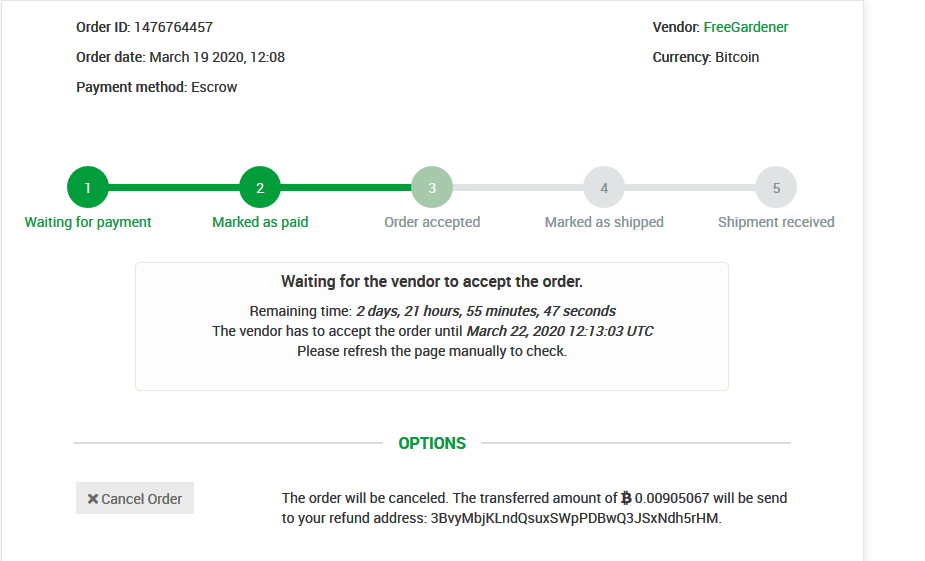 Order ID: 1476764457
Vendor: FreeGardener
Order date: March 19 2020, 12:08
Currency: Bitcoin
Payment method: Escrow
1
2
3
4
5
Waiting for payment
Marked as paid
Order accepted
Marked as shipped
Shipment received
Waiting for the vendor to accept the order.
Remaining time: 2 days, 21 hours, 55 minutes, 47 seconds
The vendor has to accept the order until March 22, 2020 12:13:03 UTC
Please refresh the page manually to check.
OPTIONS
Cancel Order
The order will be canceled. The transferred amount of ₿ 0.00905067 will be send
to your refund address: 3BvyMbjKLndQsuxSWpPDBwQ3JSxNdh5rHM.